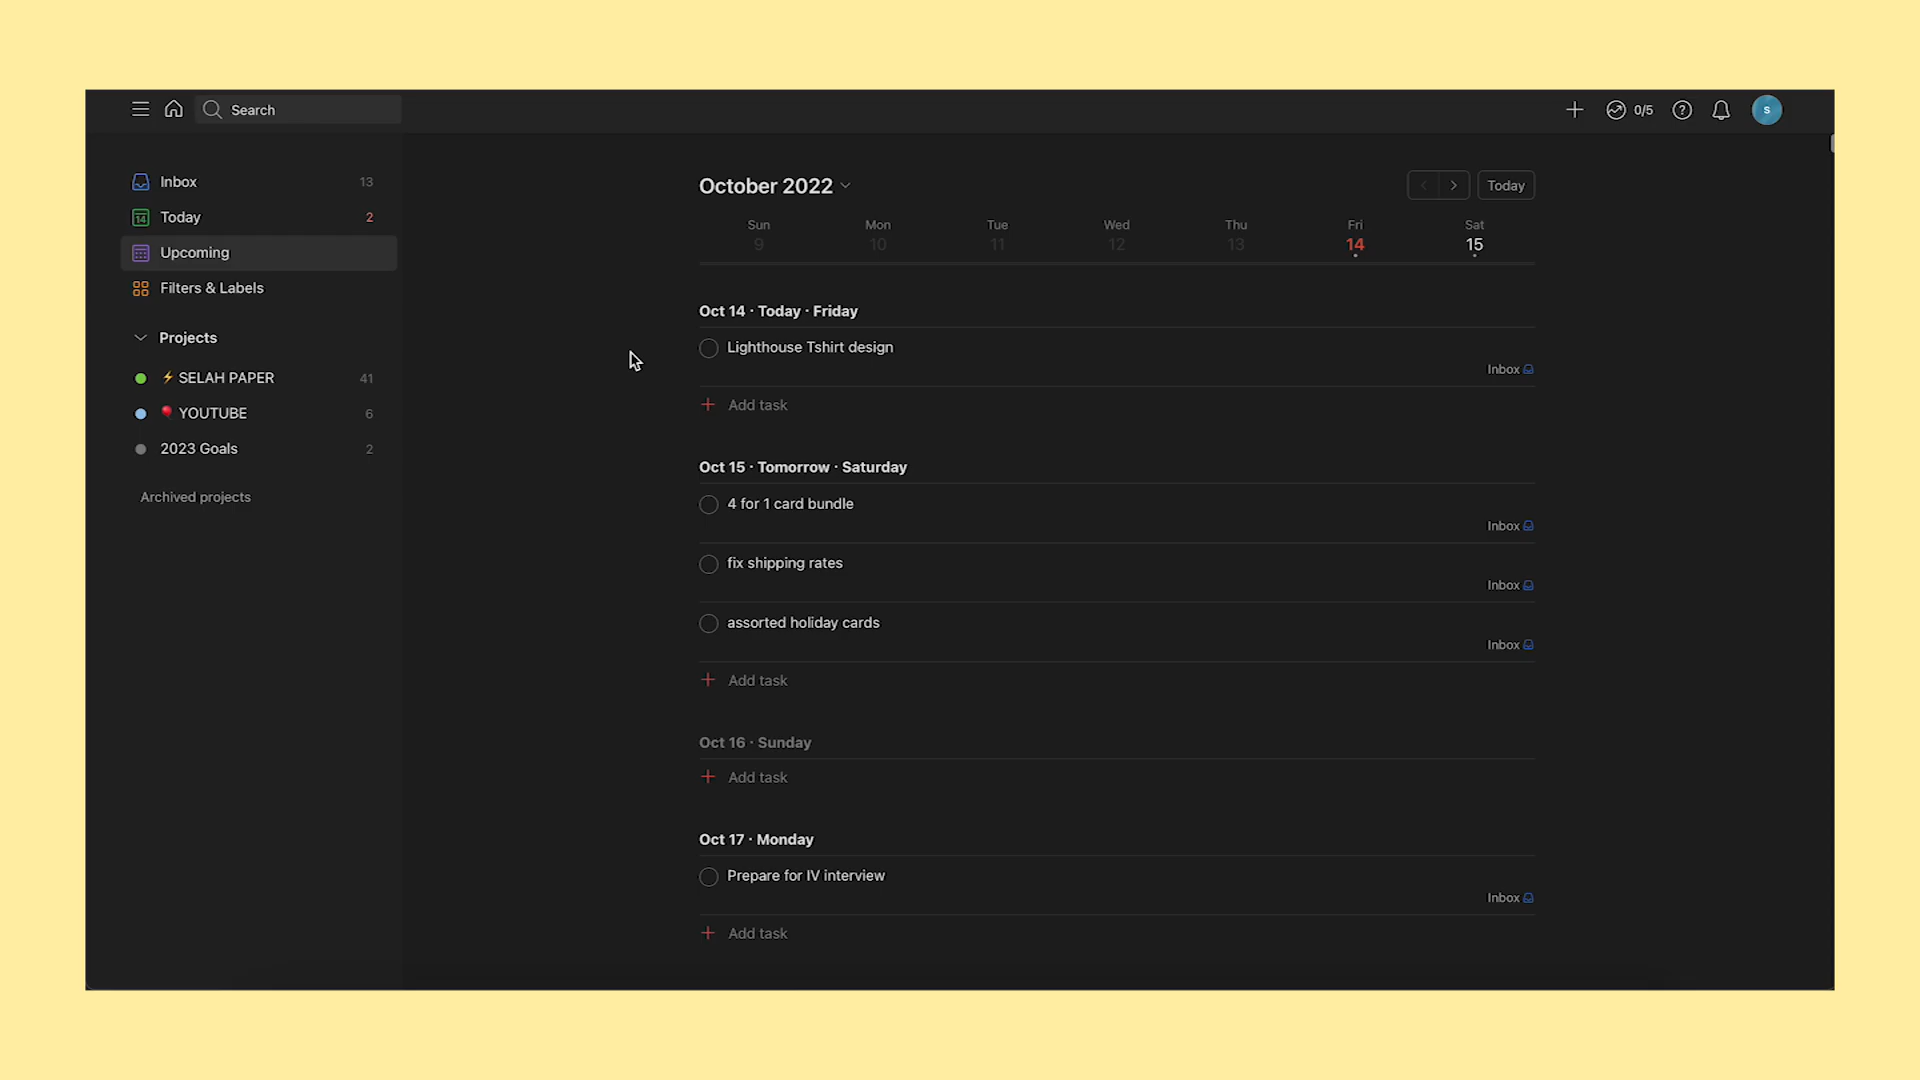 Search
0/5
S
Inbox 13
14 Today 2
Upcoming
Filters & Labels
Projects
⚡ SELAH PAPER 41
🎈 YOUTUBE 6
2023 Goals 2
Archived projects
October 2022
Today
Sun Mon Tue Wed Thu Fri Sat
9 10 11 12 13 14 15
Oct 14 · Today · Friday
Lighthouse Tshirt design
Inbox
+ Add task
Oct 15 · Tomorrow · Saturday
4 for 1 card bundle
Inbox
fix shipping rates
Inbox
assorted holiday cards
Inbox
+ Add task
Oct 16 · Sunday
+ Add task
Oct 17 · Monday
Prepare for IV interview
Inbox
+ Add task